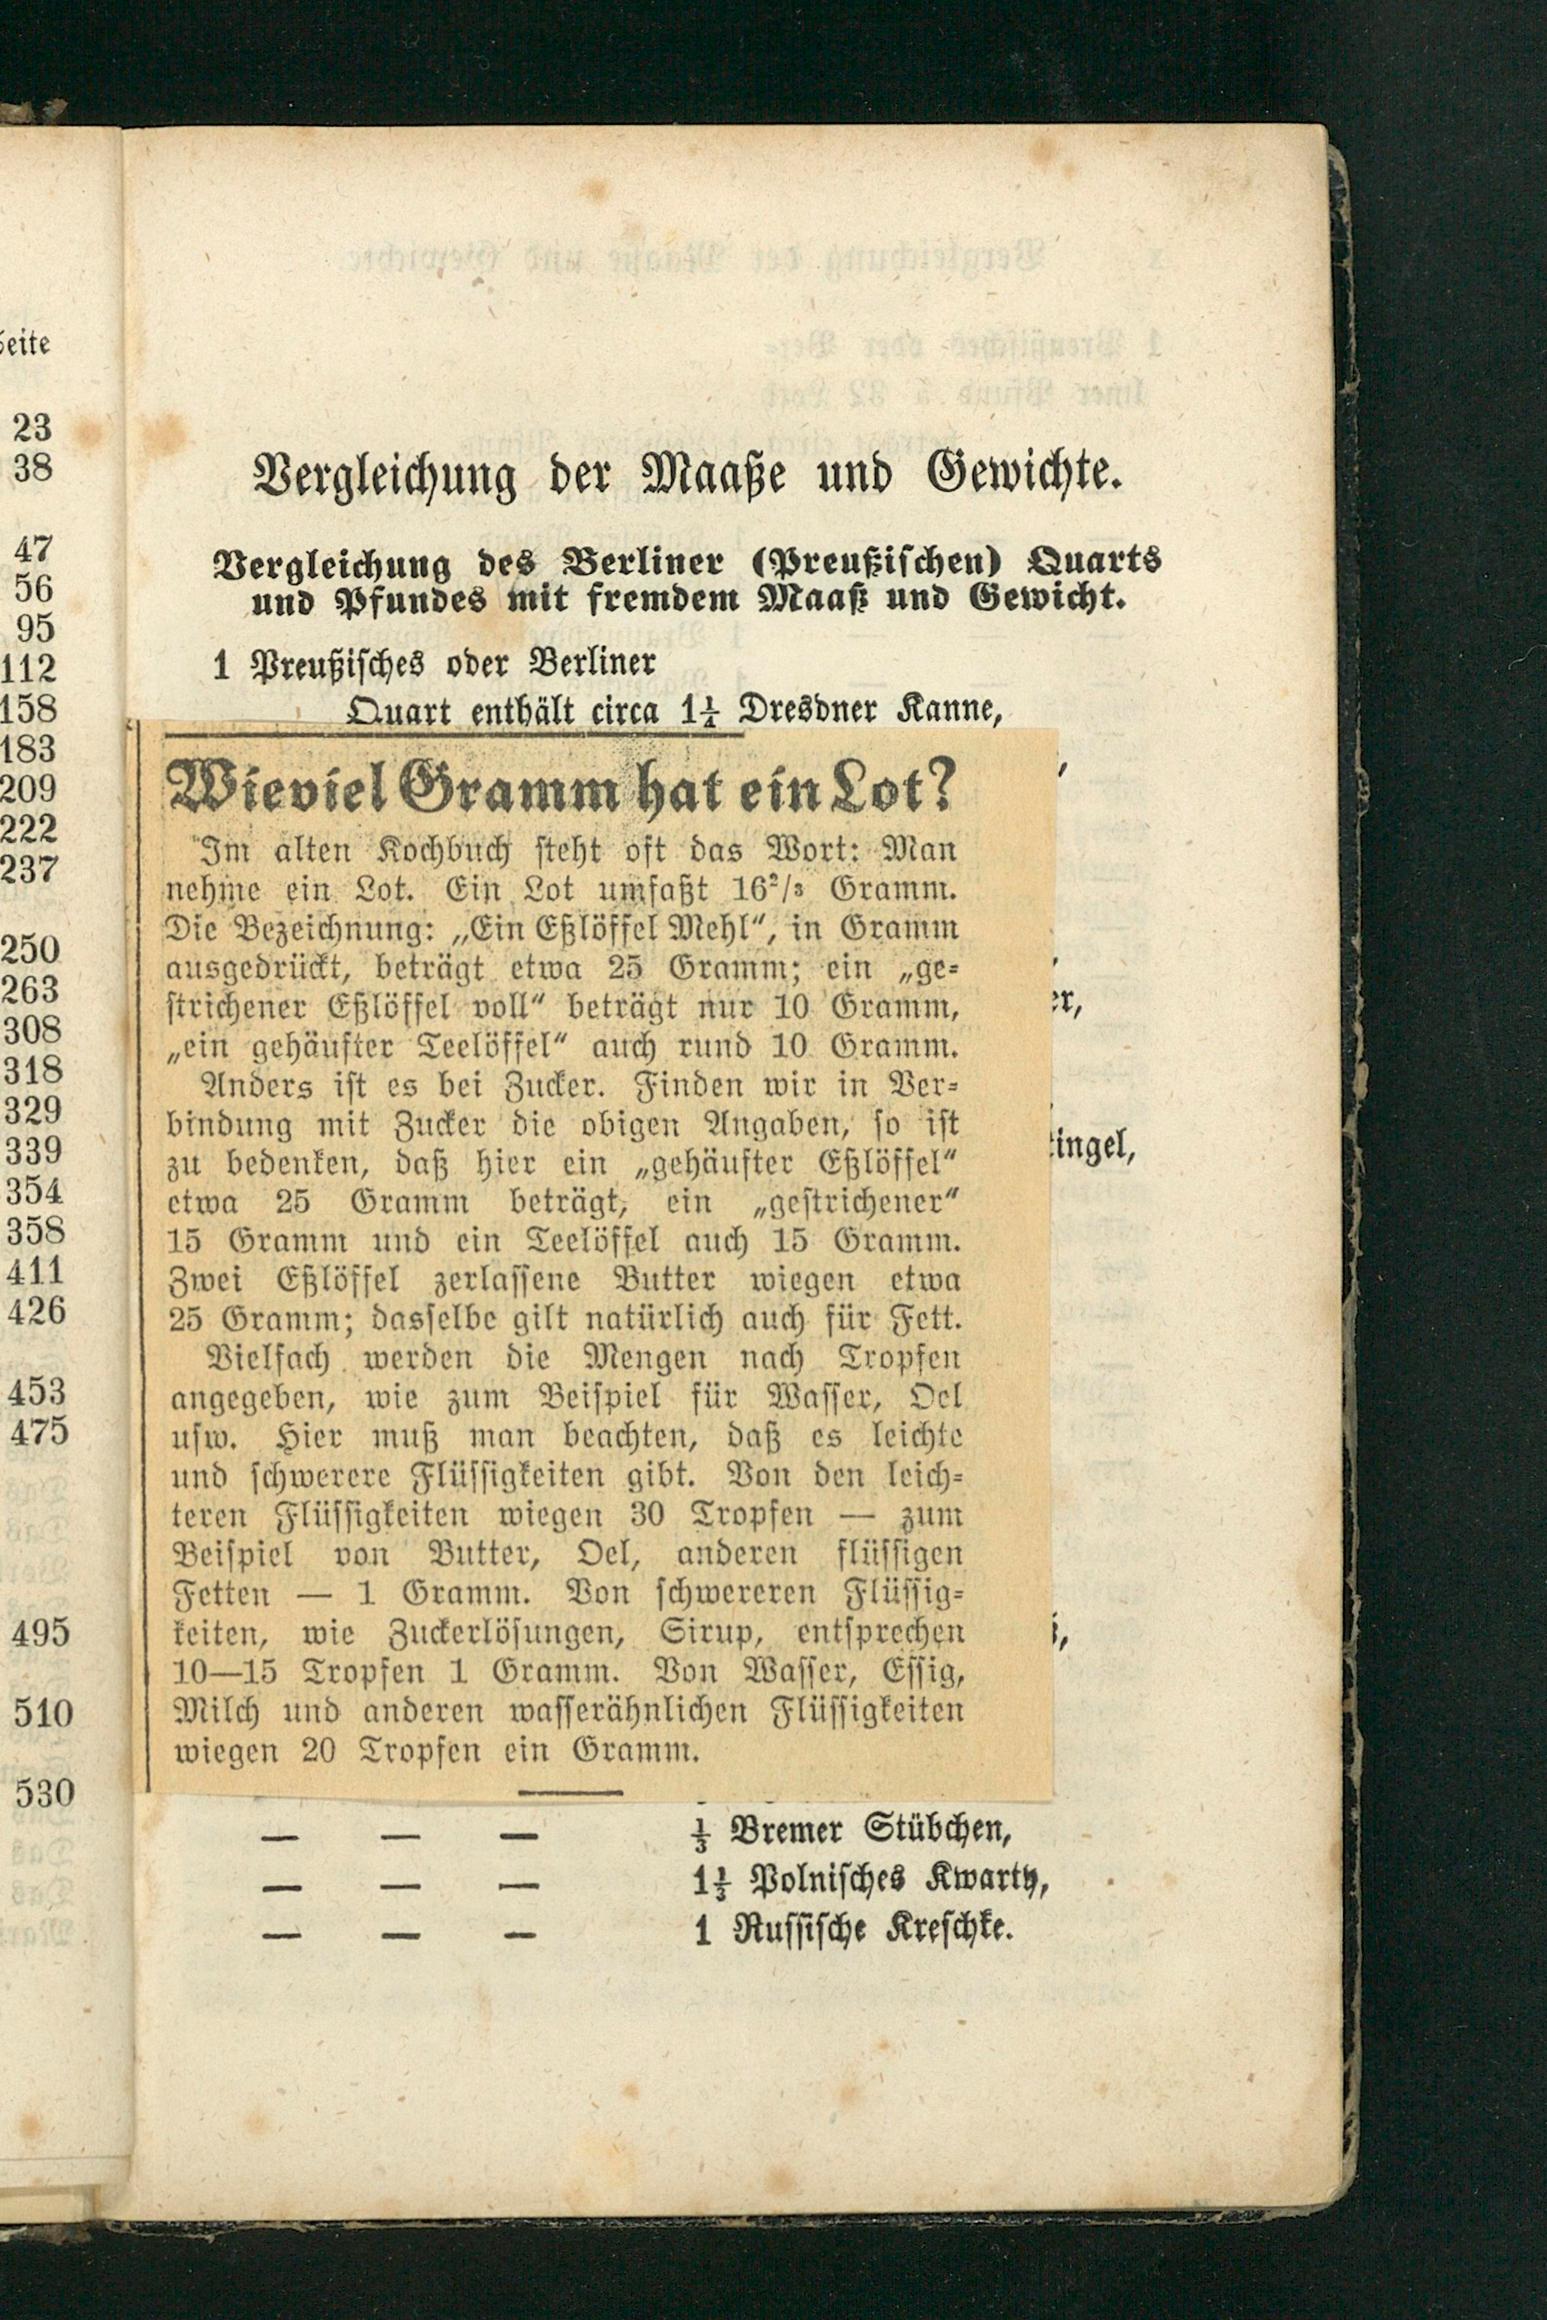 Seite
23
38
47
56
95
112
158
183
209
222
237
250
263
308
318
329
339
354
358
411
426
453
475
495
510
530
Vergleichung der Maaße und Gewichte.
Vergleichung des Berliner (Preußischen) Quarts
und Pfundes mit fremdem Maaß und Gewicht.
1 Preußisches oder Berliner
Quart enthält circa 1¼ Dresdner Kanne,
Wieviel Gramm hat ein Lot?
Im alten Kochbuch steht oft das Wort: Man
nehme ein Lot. Ein Lot umfaßt 16²/₃ Gramm.
Die Bezeichnung: „Ein Eßlöffel Mehl“, in Gramm
ausgedrückt, beträgt etwa 25 Gramm; ein „ge-
strichener Eßlöffel voll“ beträgt nur 10 Gramm,
„ein gehäufter Teelöffel“ auch rund 10 Gramm.
Anders ist es bei Zucker. Finden wir in Ver-
bindung mit Zucker die obigen Angaben, so ist
zu bedenken, daß hier ein „gehäufter Eßlöffel“
etwa 25 Gramm beträgt, ein „gestrichener“
15 Gramm und ein Teelöffel auch 15 Gramm.
Zwei Eßlöffel zerlassene Butter wiegen etwa
25 Gramm; dasselbe gilt natürlich auch für Fett.
Vielfach werden die Mengen nach Tropfen
angegeben, wie zum Beispiel für Wasser, Oel
usw. Hier muß man beachten, daß es leichte
und schwerere Flüssigkeiten gibt. Von den leich-
teren Flüssigkeiten wiegen 30 Tropfen — zum
Beispiel von Butter, Oel, anderen flüssigen
Fetten — 1 Gramm. Von schwereren Flüssig-
keiten, wie Zuckerlösungen, Sirup, entsprechen
10—15 Tropfen 1 Gramm. Von Wasser, Essig,
Milch und anderen wasserähnlichen Flüssigkeiten
wiegen 20 Tropfen ein Gramm.
er,
ingel,
— — — ⅓ Bremer Stübchen,
— — — 1⅓ Polnisches Kwarty,
— — — 1 Russische Kreschke.